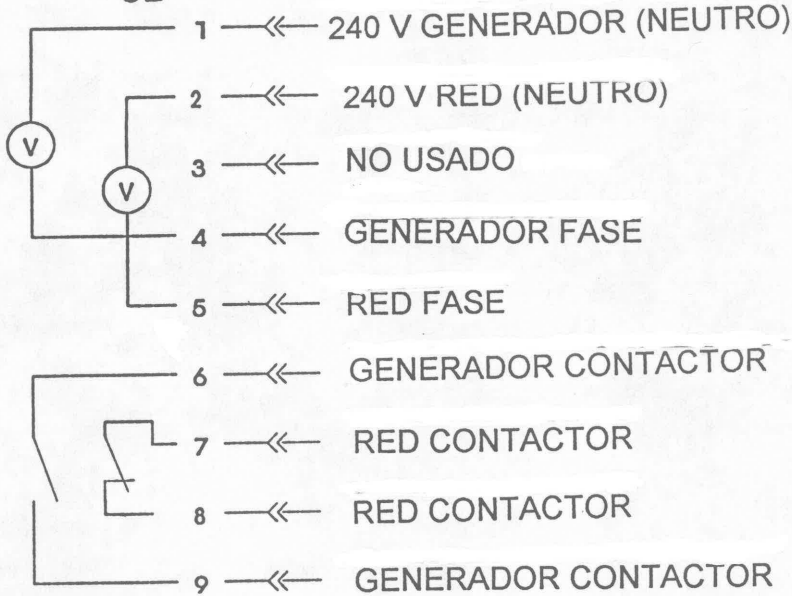 1 240 V GENERADOR (NEUTRO)
2 240 V RED (NEUTRO)
V
3 NO USADO
V
4 GENERADOR FASE
5 RED FASE
6 GENERADOR CONTACTOR
7 RED CONTACTOR
8 RED CONTACTOR
9 GENERADOR CONTACTOR